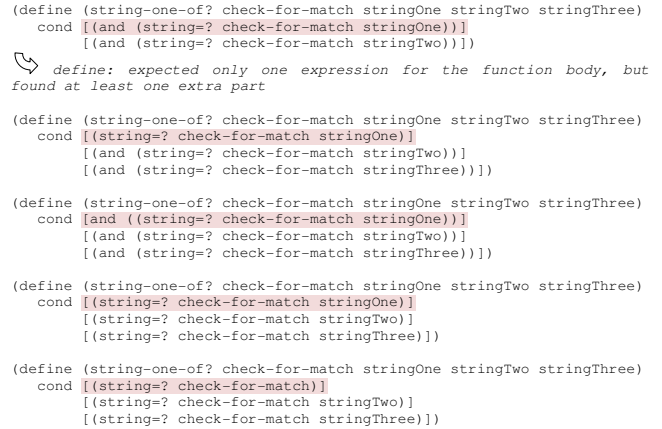 (define (string-one-of? check-for-match stringOne stringTwo stringThree)
cond [(and (string=? check-for-match stringOne))]
[(and (string=? check-for-match stringTwo))])
define: expected only one expression for the function body, but
found at least one extra part
(define (string-one-of? check-for-match stringOne stringTwo stringThree)
cond [(string=? check-for-match stringOne)]
[(and (string=? check-for-match stringTwo))]
[(and (string=? check-for-match stringThree))])
(define (string-one-of? check-for-match stringOne stringTwo stringThree)
cond [and ((string=? check-for-match stringOne))]
[(and (string=? check-for-match stringTwo))]
[(and (string=? check-for-match stringThree))])
(define (string-one-of? check-for-match stringOne stringTwo stringThree)
cond [(string=? check-for-match stringOne)]
[(string=? check-for-match stringTwo)]
[(string=? check-for-match stringThree)])
(define (string-one-of? check-for-match stringOne stringTwo stringThree)
cond [(string=? check-for-match)]
[(string=? check-for-match stringTwo)]
[(string=? check-for-match stringThree)])